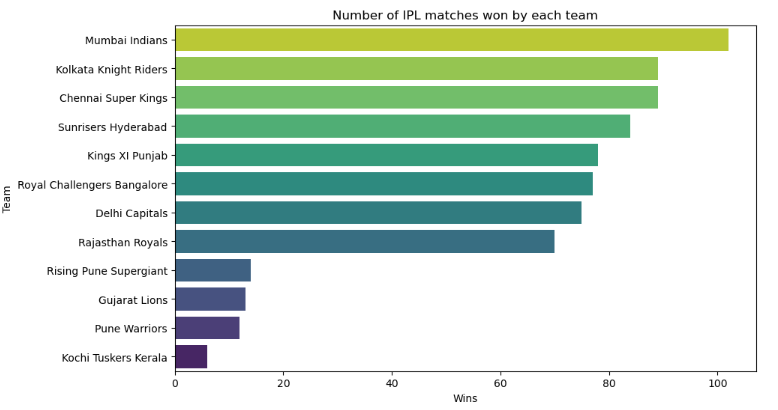 Number of IPL matches won by each team
Team
Mumbai Indians
Kolkata Knight Riders
Chennai Super Kings
Sunrisers Hyderabad
Kings XI Punjab
Royal Challengers Bangalore
Delhi Capitals
Rajasthan Royals
Rising Pune Supergiant
Gujarat Lions
Pune Warriors
Kochi Tuskers Kerala
0 20 40 60 80 100
Wins